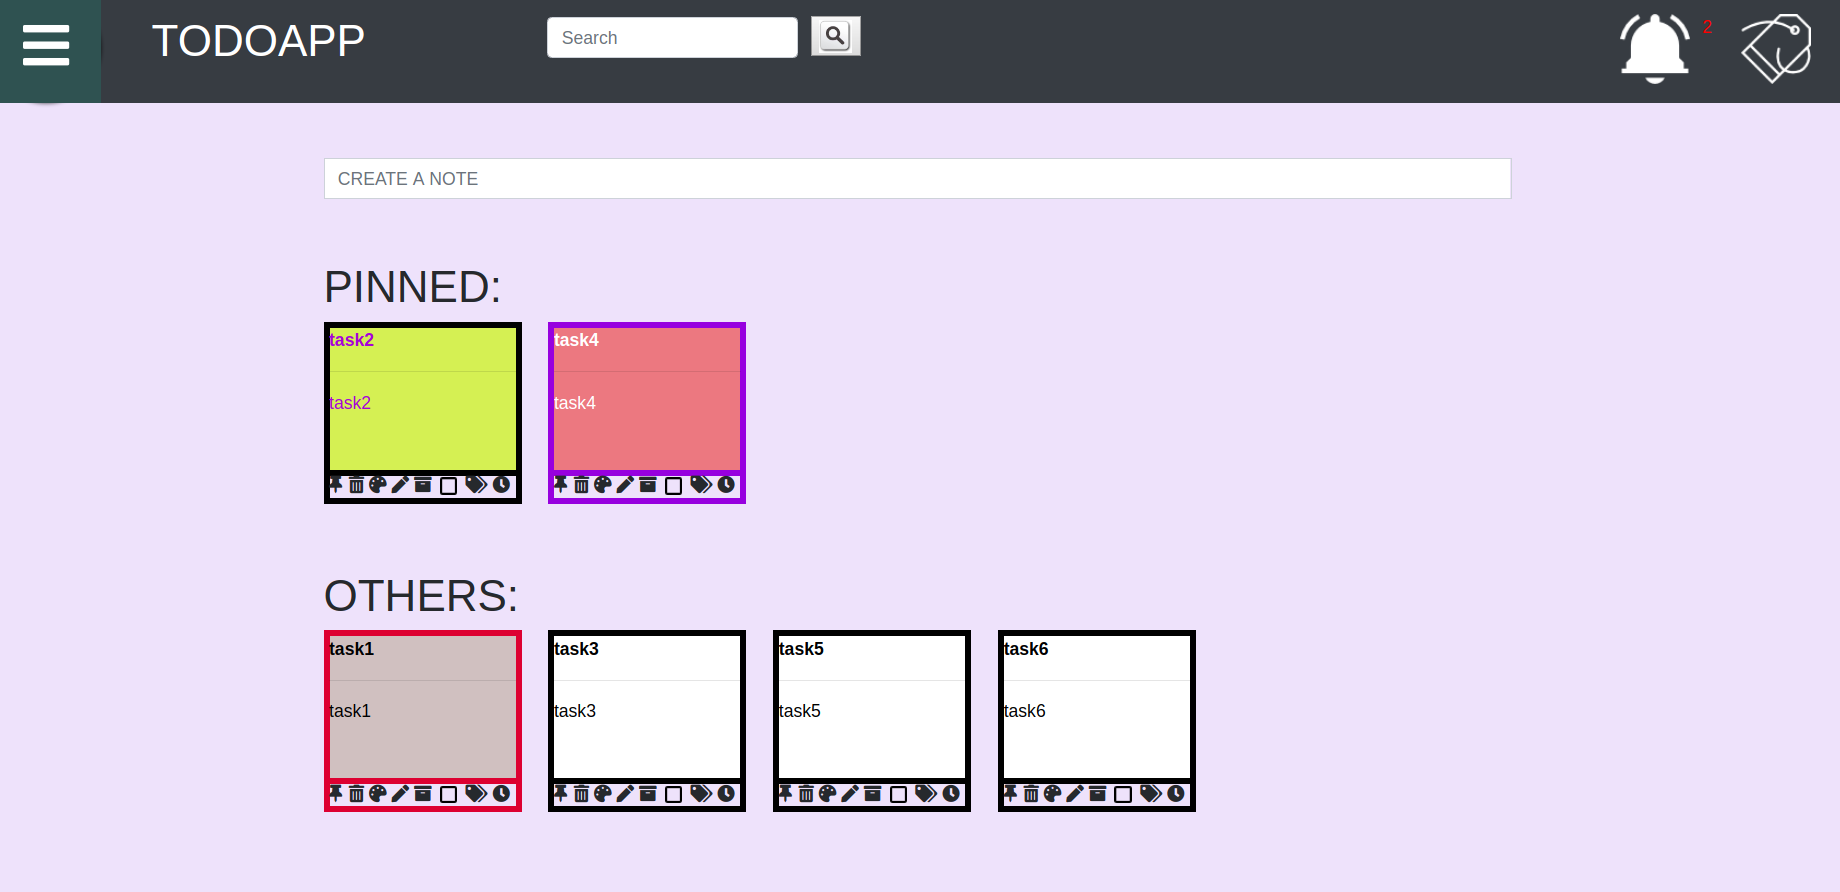 TODOAPP
Search
2
CREATE A NOTE
PINNED:
task2
task2
task4
task4
OTHERS:
task1
task1
task3
task3
task5
task5
task6
task6